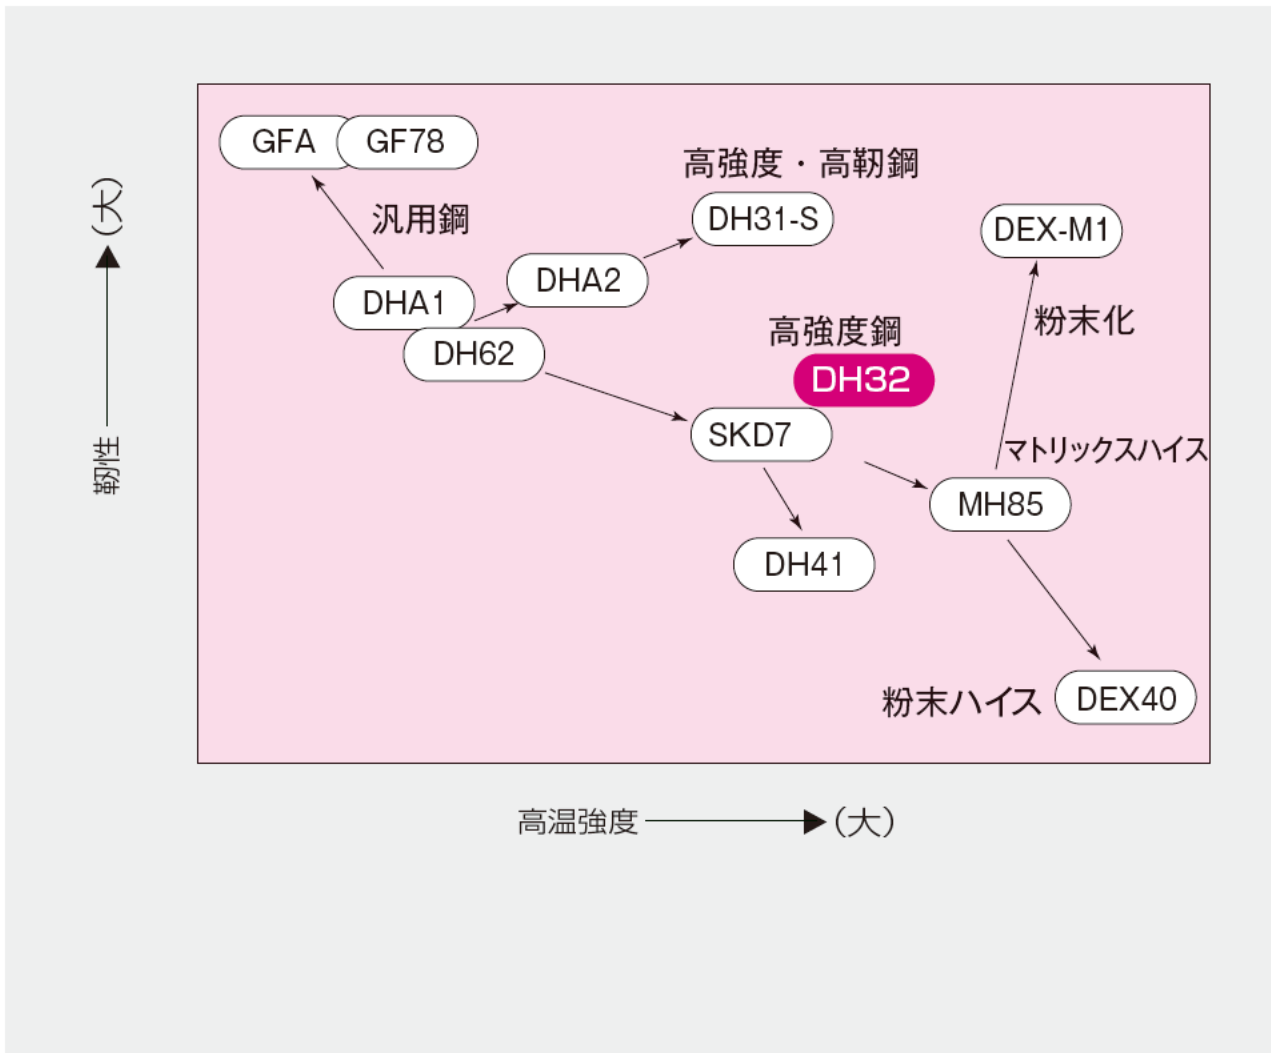 GFA
GF78
高強度・高靭鋼
汎用鋼
DH31-S
DEX-M1
DHA2
DHA1
高強度鋼
粉末化
DH62
DH32
SKD7
マトリックスハイス
MH85
DH41
粉末ハイス
DEX40
靭性
(大)
高温強度
(大)